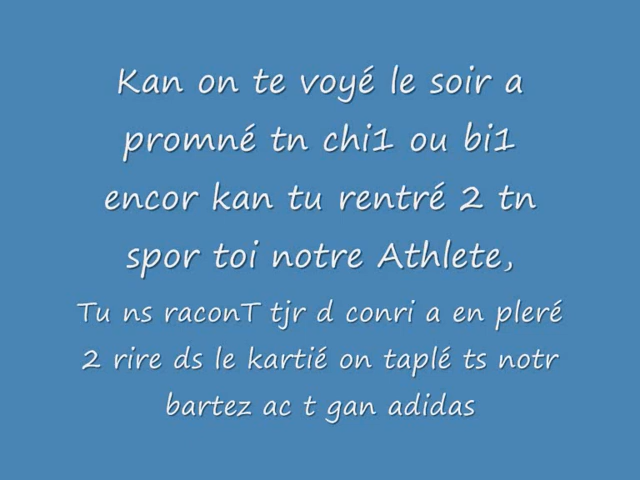 Kan on te voyé le soir a
promné tn chi1 ou bi1
encor kan tu rentré 2 tn
spor toi notre Athlete,
Tu ns raconT tjr d conri a en pleré
2 rire ds le kartié on taplé ts notr
bartez ac t gan adidas